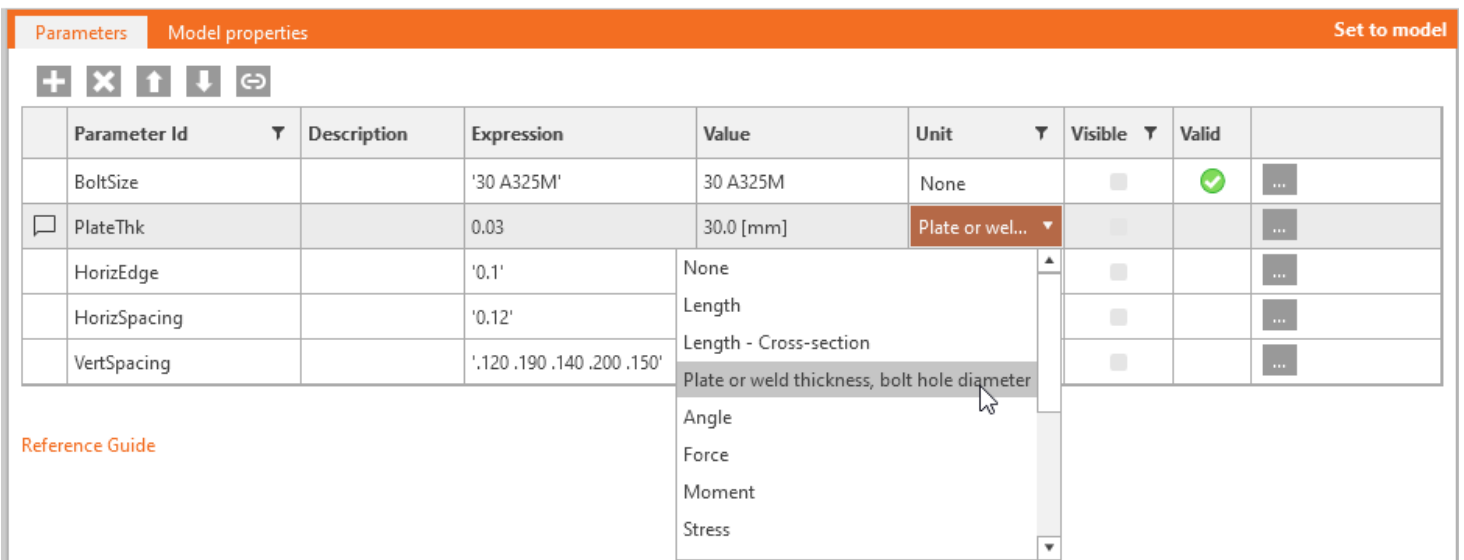 Parameters Model properties Set to model
Parameter Id Description Expression Value Unit Visible Valid
BoltSize '30 A325M' 30 A325M None ...
PlateThk 0.03 30.0 [mm] Plate or wel... ...
HorizEdge '0.1' None ...
Length
HorizSpacing '0.12' ...
Length - Cross-section
VertSpacing '.120 .190 .140 .200 .150' ...
Plate or weld thickness, bolt hole diameter
Angle
Reference Guide
Force
Moment
Stress